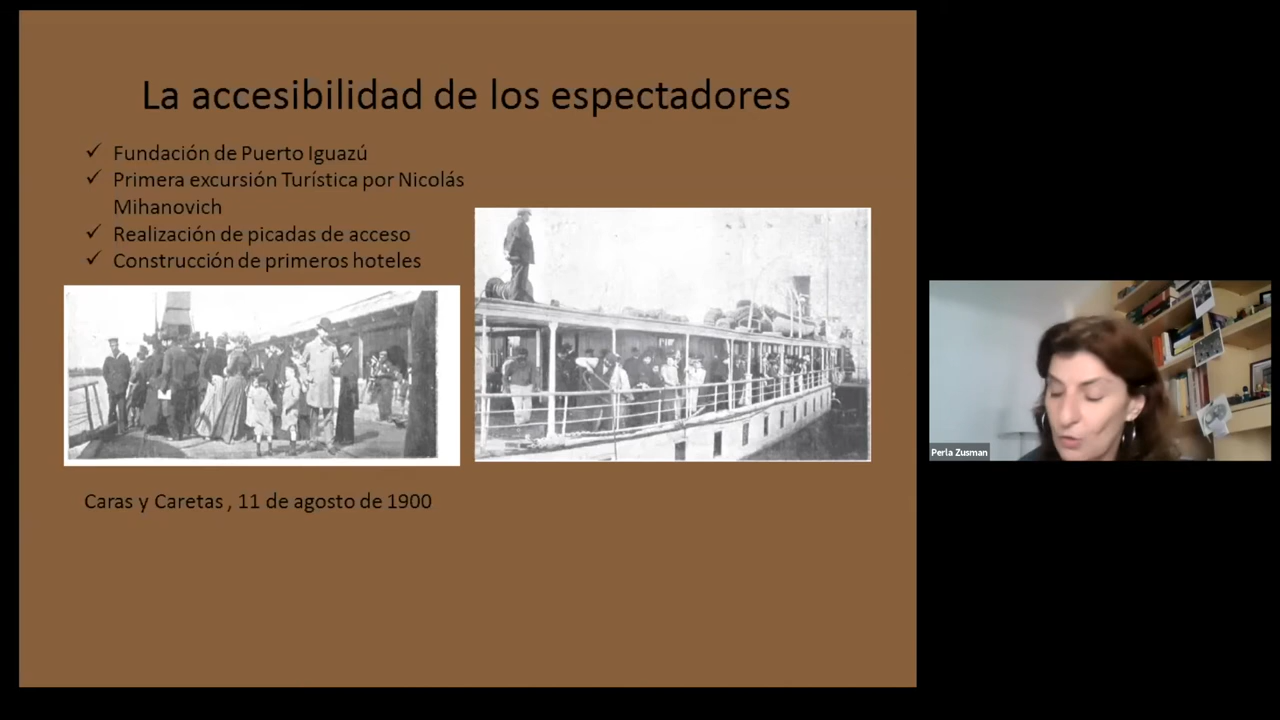 La accesibilidad de los espectadores
✓ Fundación de Puerto Iguazú
✓ Primera excursión Turística por Nicolás
Mihanovich
✓ Realización de picadas de acceso
✓ Construcción de primeros hoteles
Caras y Caretas , 11 de agosto de 1900
Perla Zusman